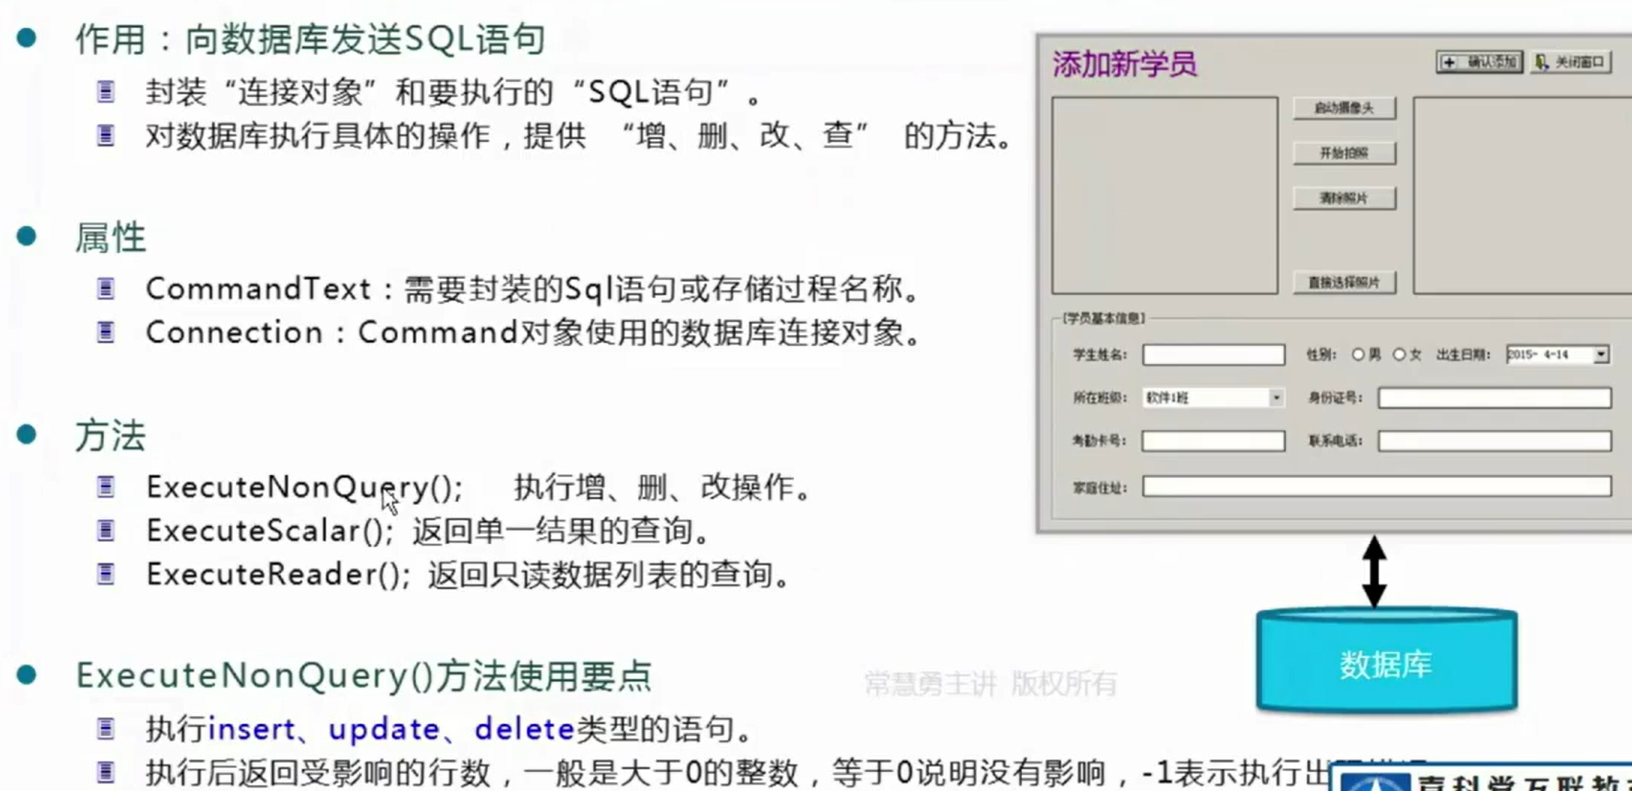 作用：向数据库发送SQL语句
封装“连接对象”和要执行的“SQL语句”。
对数据库执行具体的操作，提供 “增、删、改、查” 的方法。
属性
CommandText：需要封装的Sql语句或存储过程名称。
Connection：Command对象使用的数据库连接对象。
方法
ExecuteNonQuery(); 执行增、删、改操作。
ExecuteScalar(); 返回单一结果的查询。
ExecuteReader(); 返回只读数据列表的查询。
ExecuteNonQuery()方法使用要点
执行insert、update、delete类型的语句。
执行后返回受影响的行数，一般是大于0的整数，等于0说明没有影响，-1表示执行出
添加新学员
确认添加 关闭窗口
启动摄像头
开始拍照
清除照片
直接选择照片
[学员基本信息]
学生姓名： 性别： 男 女 出生日期： 2015- 4-14
所在班级： 软件1班 身份证号：
考勤卡号： 联系电话：
家庭住址：
数据库
常慧勇主讲 版权所有
喜科堂互联教